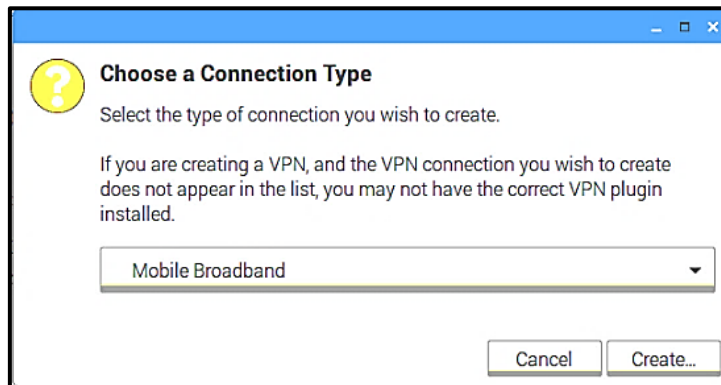 Choose a Connection Type
Select the type of connection you wish to create.
If you are creating a VPN, and the VPN connection you wish to create
does not appear in the list, you may not have the correct VPN plugin
installed.
Mobile Broadband
Cancel
Create...